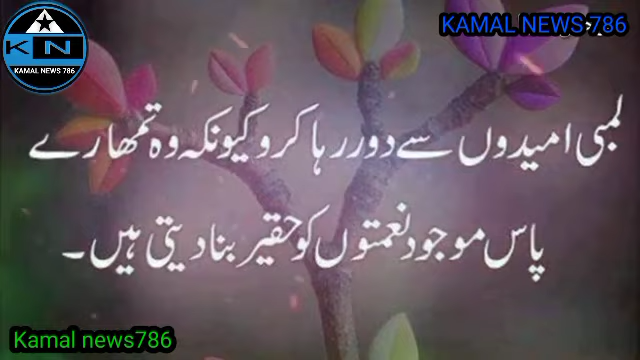 KAMAL NEWS 786
KN
KAMAL NEWS 786
لمبی امیدوں سے دور رہا کرو کیونکہ وہ تمھارے
پاس موجود نعمتوں کو حقیر بنا دیتی ہیں۔
Kamal news786